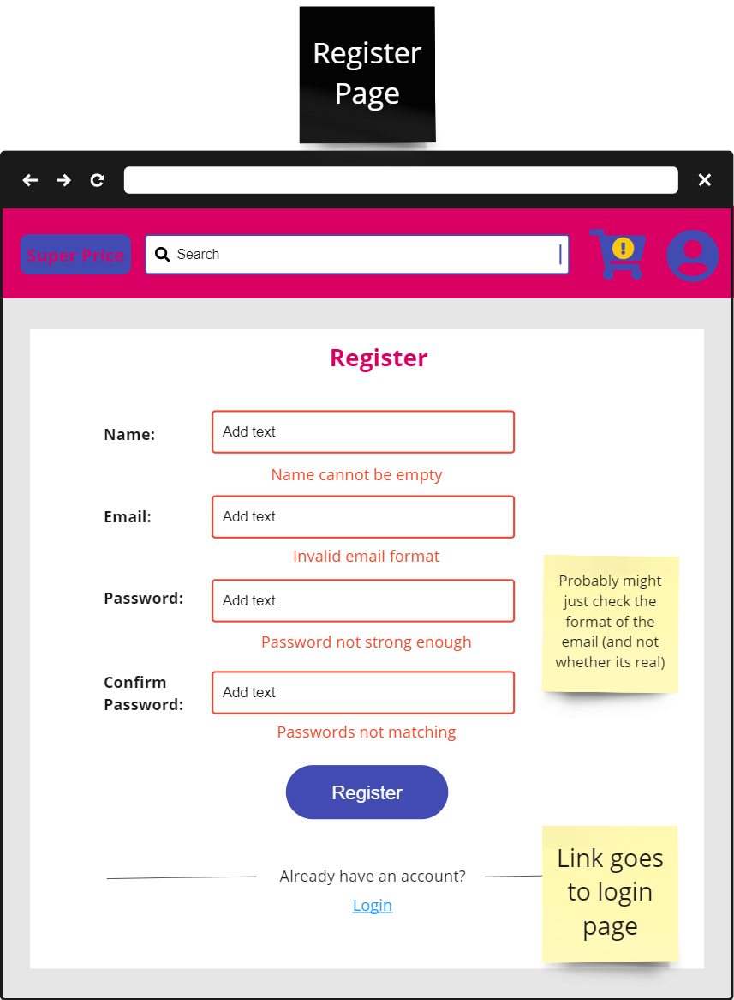 Register
Page
Super Price
Search
Register
Name:
Add text
Name cannot be empty
Email:
Add text
Invalid email format
Password:
Add text
Password not strong enough
Probably might
just check the
format of the
email (and not
whether its real)
Confirm
Password:
Add text
Passwords not matching
Register
Already have an account?
Login
Link goes
to login
page